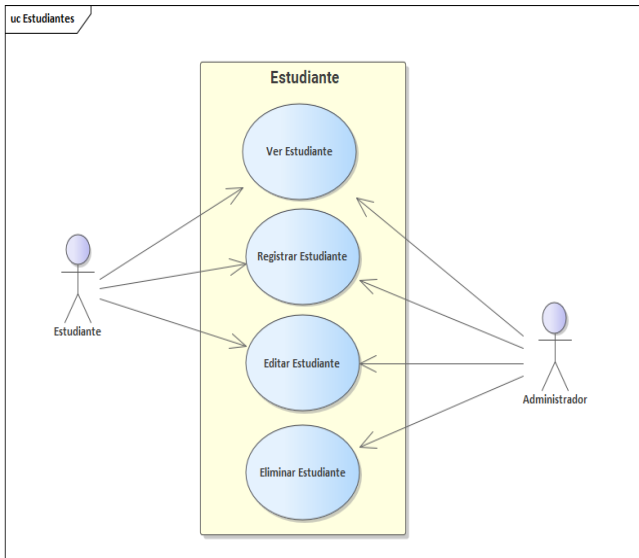 uc Estudiantes
Estudiante
Ver Estudiante
Registrar Estudiante
Estudiante
Editar Estudiante
Administrador
Eliminar Estudiante